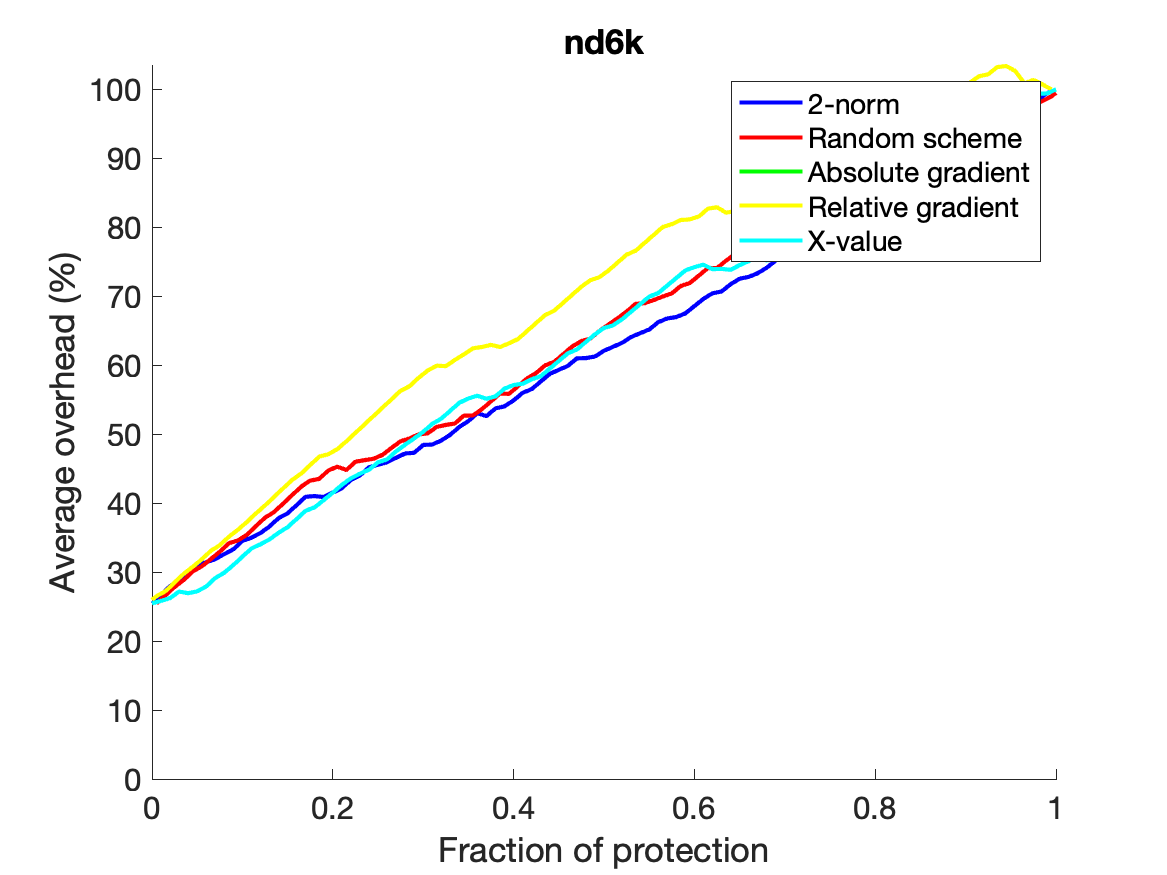 nd6k
100
90
80
70
60
50
40
30
20
10
0
Average overhead (%)
2-norm
Random scheme
Absolute gradient
Relative gradient
X-value
0
0.2
0.4
0.6
0.8
1
Fraction of protection